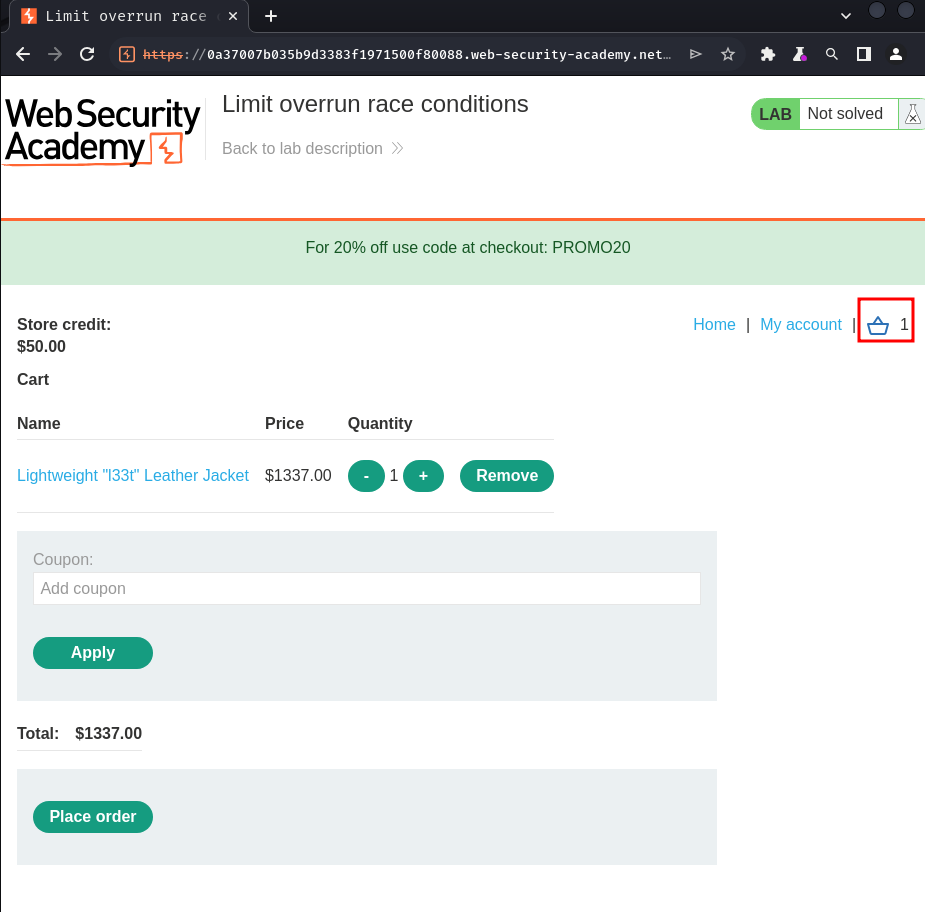 Limit overrun race
https://0a37007b035b9d3383f1971500f80088.web-security-academy.net…
WebSecurity
Academy
Limit overrun race conditions
Back to lab description
LAB Not solved
For 20% off use code at checkout: PROMO20
Store credit:
$50.00
Home | My account | 1
Cart
Name Price Quantity
Lightweight "l33t" Leather Jacket $1337.00 - 1 + Remove
Coupon:
Add coupon
Apply
Total: $1337.00
Place order